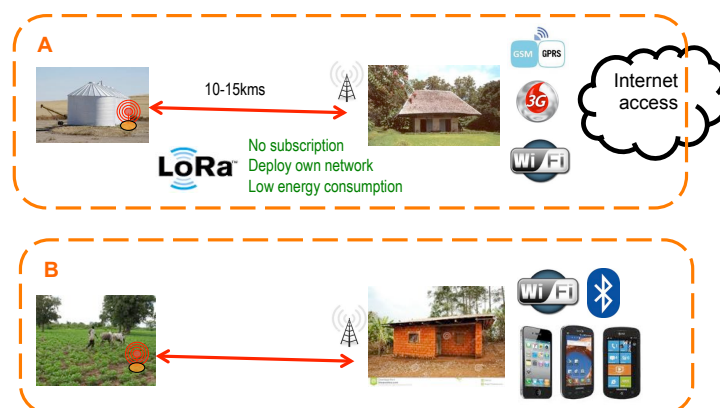 A
GSM
GPRS
10-15kms
Internet
access
3G
LoRa™
No subscription
Deploy own network
Low energy consumption
Wi Fi
B
Wi Fi